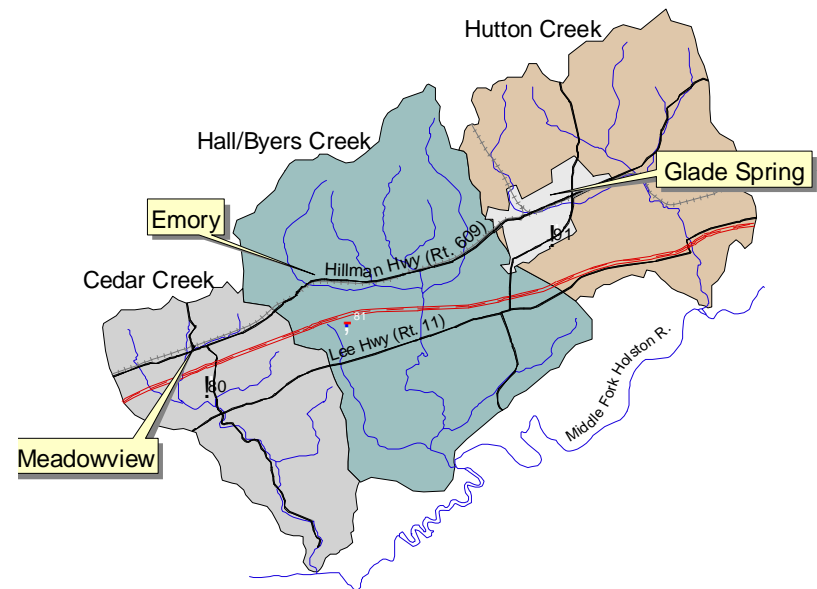 Hutton Creek
Hall/Byers Creek
Glade Spring
Emory
91
Hillman Hwy (Rt. 609)
Cedar Creek
81
Lee Hwy (Rt. 11)
80
Middle Fork Holston R.
Meadowview